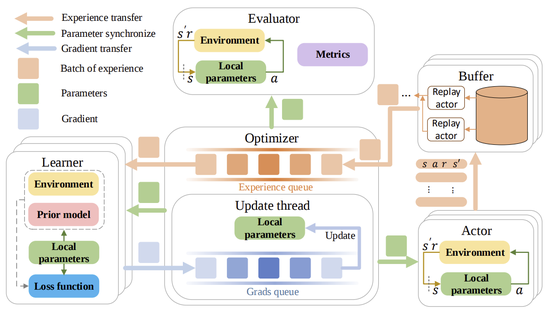 Experience transfer
Parameter synchronize
Gradient transfer
Batch of experience
Parameters
Gradient
Evaluator
s′ r
Environment
Local
parameters
s
a
Metrics
Buffer
...
Replay
actor
Replay
actor
s a r s′
Optimizer
Experience queue
Update thread
Local
parameters
Update
Grads queue
Learner
Environment
Prior model
Local
parameters
Loss function
Actor
s′ r
Environment
Local
parameters
s
a